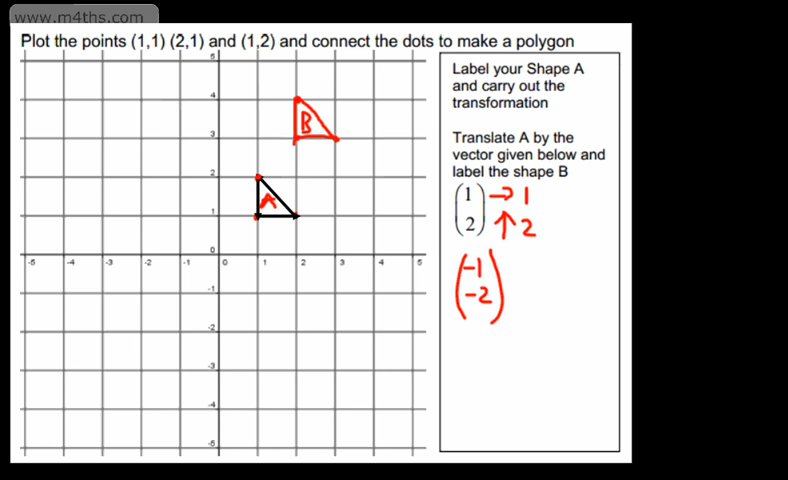 www.m4ths.com
Plot the points (1,1) (2,1) and (1,2) and connect the dots to make a polygon
5
4
3
2
1
0
-5 -4 -3 -2 -1 0 1 2 3 4 5
-1
-2
-3
-4
-5
B
A
Label your Shape A
and carry out the
transformation
Translate A by the
vector given below and
label the shape B
(1 → 1
2) ↑ 2
(-1
-2)